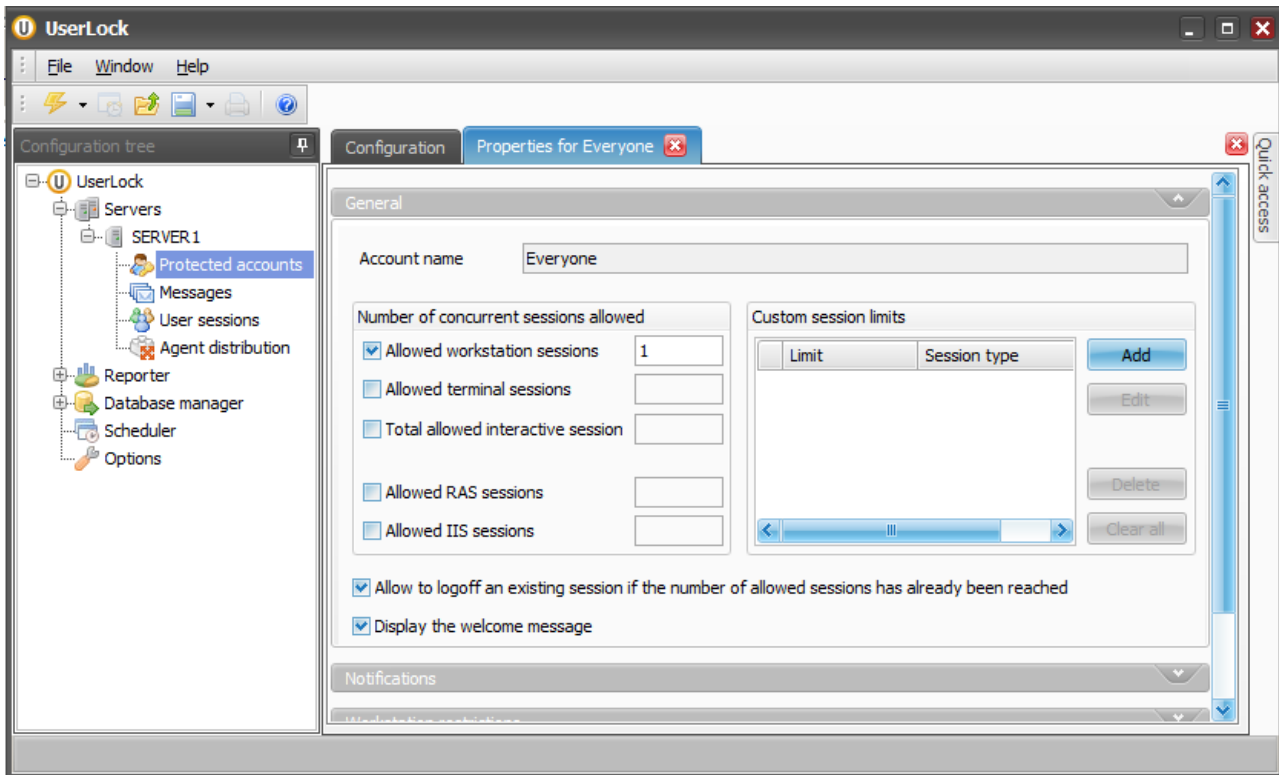 UserLock
File Window Help
Configuration tree
Configuration
Properties for Everyone
Quick access
UserLock
Servers
SERVER1
Protected accounts
Messages
User sessions
Agent distribution
Reporter
Database manager
Scheduler
Options
General
Account name Everyone
Number of concurrent sessions allowed
Allowed workstation sessions 1
Allowed terminal sessions
Total allowed interactive session
Allowed RAS sessions
Allowed IIS sessions
Custom session limits
Limit Session type
Add
Edit
Delete
Clear all
Allow to logoff an existing session if the number of allowed sessions has already been reached
Display the welcome message
Notifications
Workstation restrictions